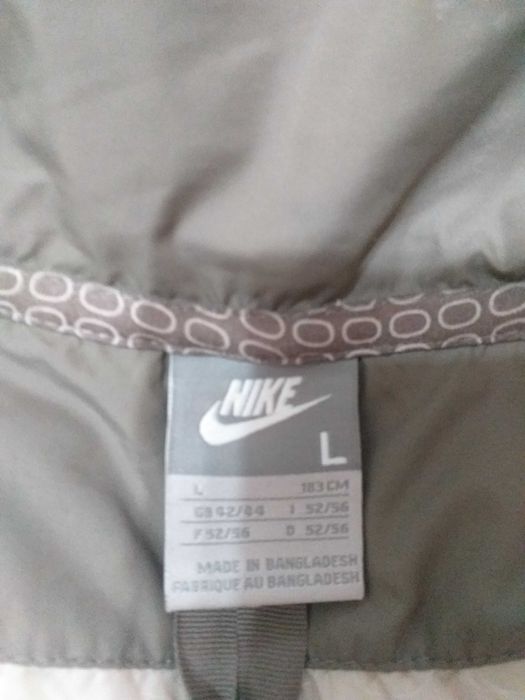 NIKE
L
L 183 CM
GB 42/44 I 52/56
F 52/56 D 52/56
MADE IN BANGLADESH
FABRIQUE AU BANGLADESH